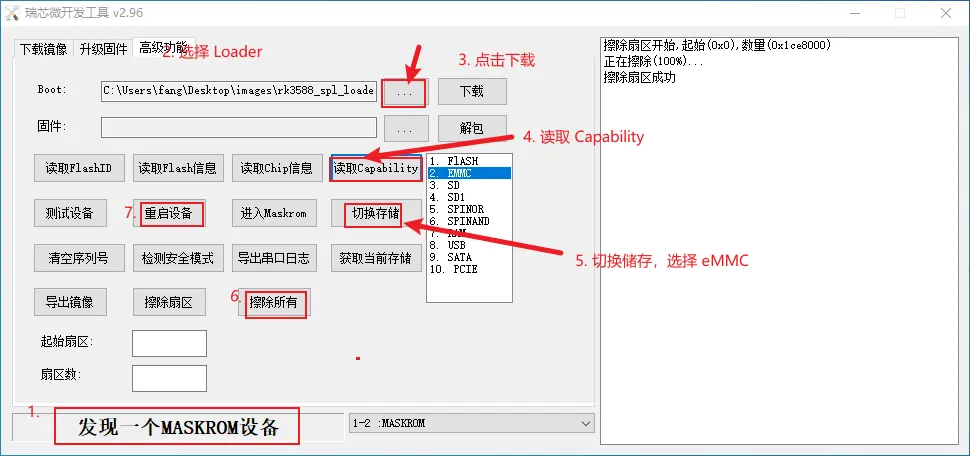 瑞芯微开发工具 v2.96
下载镜像 升级固件 高级功能
2. 选择 Loader
3. 点击下载
Boot: C:\Users\fang\Desktop\images\rk3588_spl_loade ... 下载
固件: ... 解包
4. 读取 Capability
读取FlashID 读取Flash信息 读取Chip信息 读取Capability
测试设备 7. 重启设备 进入Maskrom 切换存储
清空序列号 检测安全模式 导出串口日志 获取当前存储
导出镜像 擦除扇区 6. 擦除所有
1. FlASH
2. EMMC
3. SD
4. SD1
5. SPINOR
6. SPINAND
7. RAM
8. USB
9. SATA
10. PCIE
5. 切换储存，选择 eMMC
起始扇区:
扇区数:
1. 发现一个MASKROM设备
1-2 :MASKROM
擦除扇区开始,起始(0x0),数量(0x1ce8000)
正在擦除(100%)...
擦除扇区成功